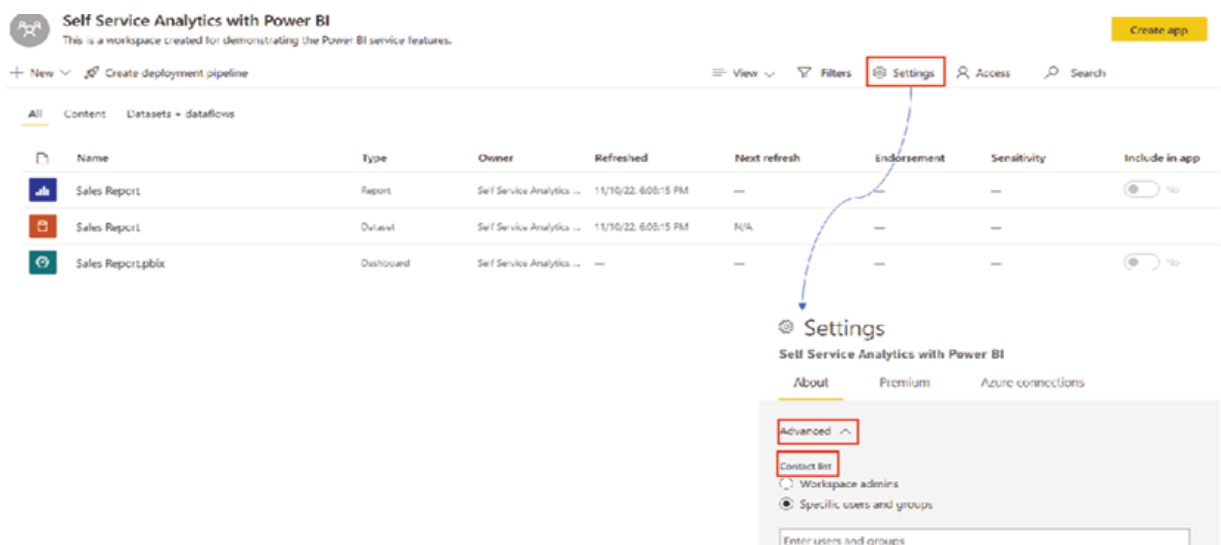 Self Service Analytics with Power BI
This is a workspace created for demonstrating the Power BI service features.
Create app
New Create deployment pipeline View Filters Settings Access Search
All Content Datasets + dataflows
Name Type Owner Refreshed Next refresh Endorsement Sensitivity Include in app
Sales Report Report Self Service Analytics ... 11/10/22, 6:08:15 PM — — — No
Sales Report Dataset Self Service Analytics ... 11/10/22, 6:08:15 PM N/A — —
Sales Report.pbix Dashboard Self Service Analytics ... — — — — No
Settings
Self Service Analytics with Power BI
About Premium Azure connections
Advanced
Contact list
Workspace admins
Specific users and groups
Enter users and groups